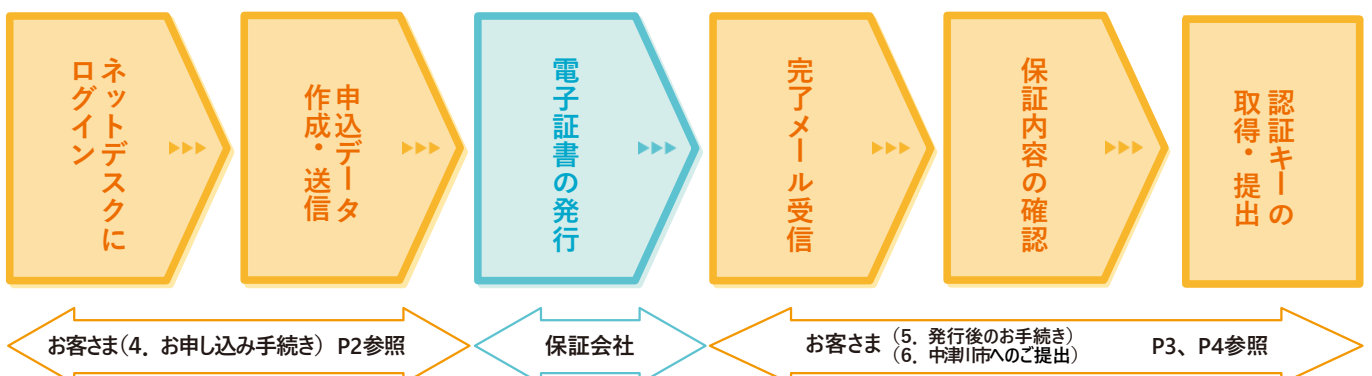 ネットデスクに
ログイン
申込データ
作成・送信
電子証書の発行
完了メール受信
保証内容の確認
認証キーの
取得・提出
お客さま(4. お申し込み手続き) P2参照
保証会社
お客さま (5. 発行後のお手続き)
(6. 中津川市へのご提出)
P3、P4参照